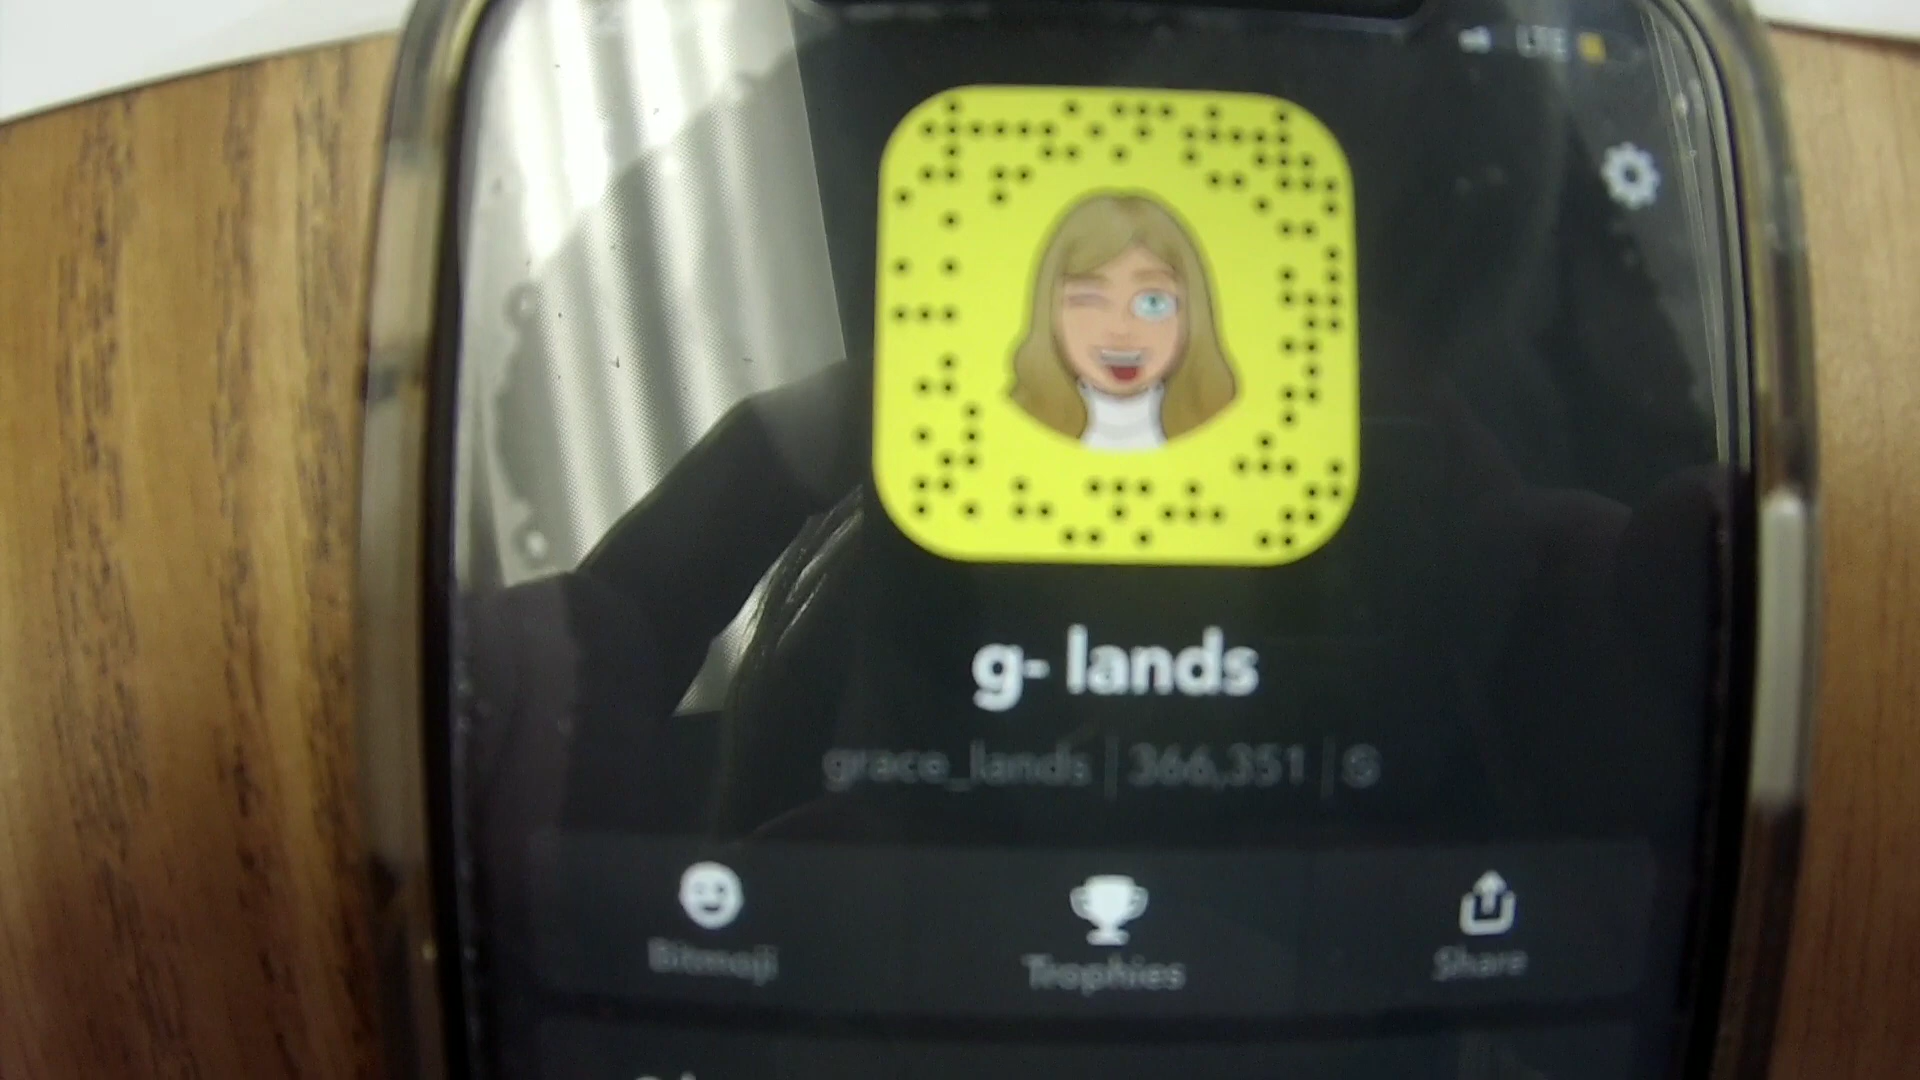 LTE
g- lands
grace_lands | 366,351 |
Bitmoji
Trophies
Share